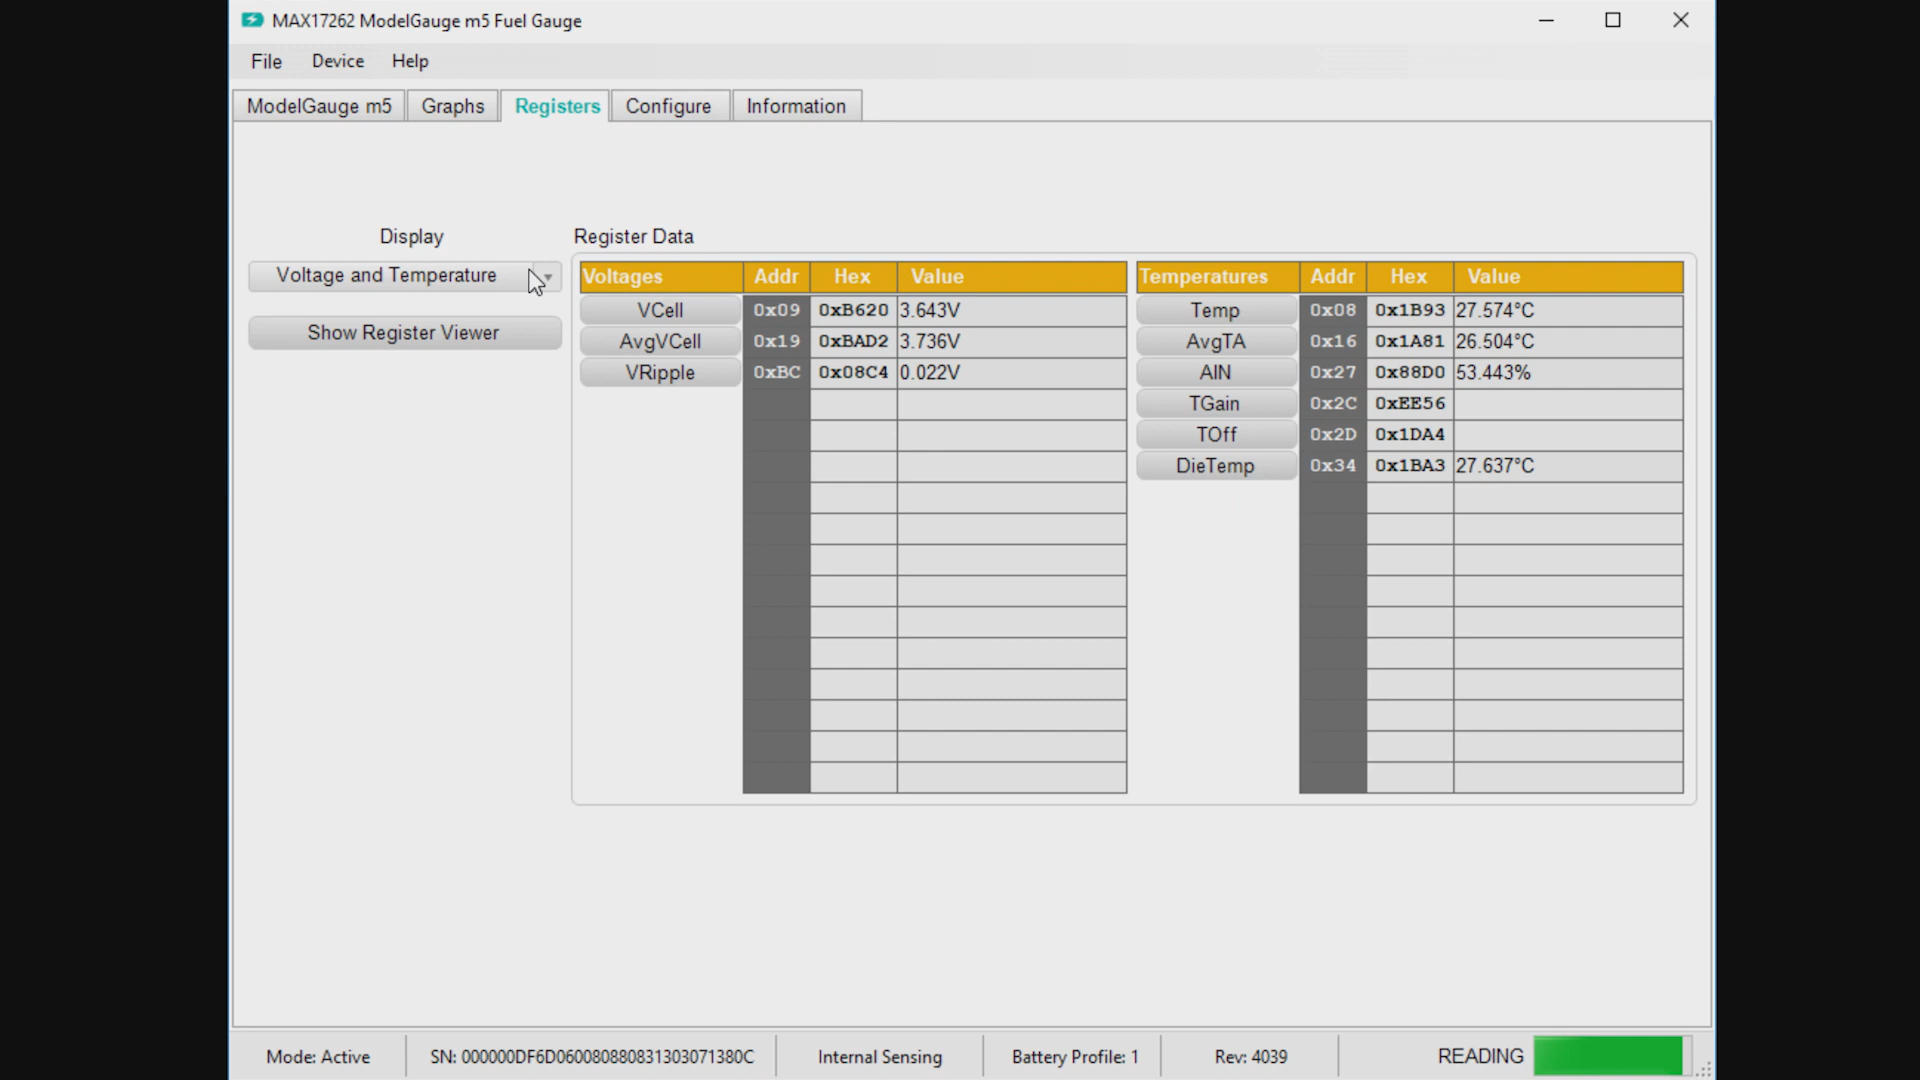 MAX17262 ModelGauge m5 Fuel Gauge
File Device Help
ModelGauge m5 Graphs Registers Configure Information
Display
Voltage and Temperature
Show Register Viewer
Register Data
Voltages Addr Hex Value
VCell 0x09 0xB620 3.643V
AvgVCell 0x19 0xBAD2 3.736V
VRipple 0xBC 0x08C4 0.022V
Temperatures Addr Hex Value
Temp 0x08 0x1B93 27.574°C
AvgTA 0x16 0x1A81 26.504°C
AIN 0x27 0x88D0 53.443%
TGain 0x2C 0xEE56
TOff 0x2D 0x1DA4
DieTemp 0x34 0x1BA3 27.637°C
Mode: Active SN: 000000DF6D060080880831303071380C Internal Sensing Battery Profile: 1 Rev: 4039 READING